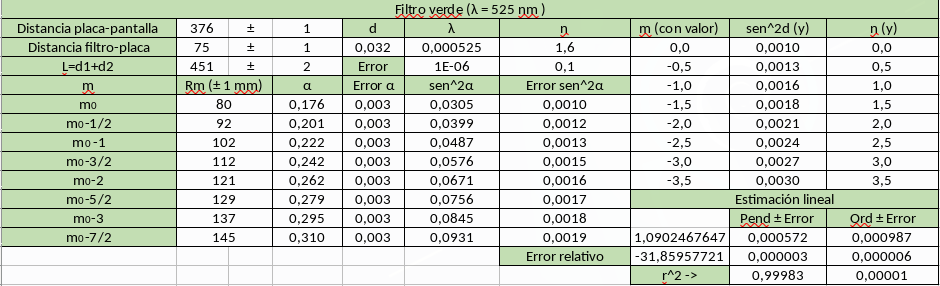 Filtro verde (λ = 525 nm )
Distancia placa-pantalla 376 ± 1 d λ n m (con valor) sen^2d (y) n (y)
Distancia filtro-placa 75 ± 1 0,032 0,000525 1,6 0,0 0,0010 0,0
L=d1+d2 451 ± 2 Error 1E-06 0,1 -0,5 0,0013 0,5
m Rm (± 1 mm) α Error α sen^2α Error sen^2α -1,0 0,0016 1,0
m0 80 0,176 0,003 0,0305 0,0010 -1,5 0,0018 1,5
m0-1/2 92 0,201 0,003 0,0399 0,0012 -2,0 0,0021 2,0
m0-1 102 0,222 0,003 0,0487 0,0013 -2,5 0,0024 2,5
m0-3/2 112 0,242 0,003 0,0576 0,0015 -3,0 0,0027 3,0
m0-2 121 0,262 0,003 0,0671 0,0016 -3,5 0,0030 3,5
m0-5/2 129 0,279 0,003 0,0756 0,0017 Estimación lineal
m0-3 137 0,295 0,003 0,0845 0,0018 Pend ± Error Ord ± Error
m0-7/2 145 0,310 0,003 0,0931 0,0019 1,0902467647 0,000572 0,000987
Error relativo -31,85957721 0,000003 0,000006
r^2 -> 0,99983 0,00001